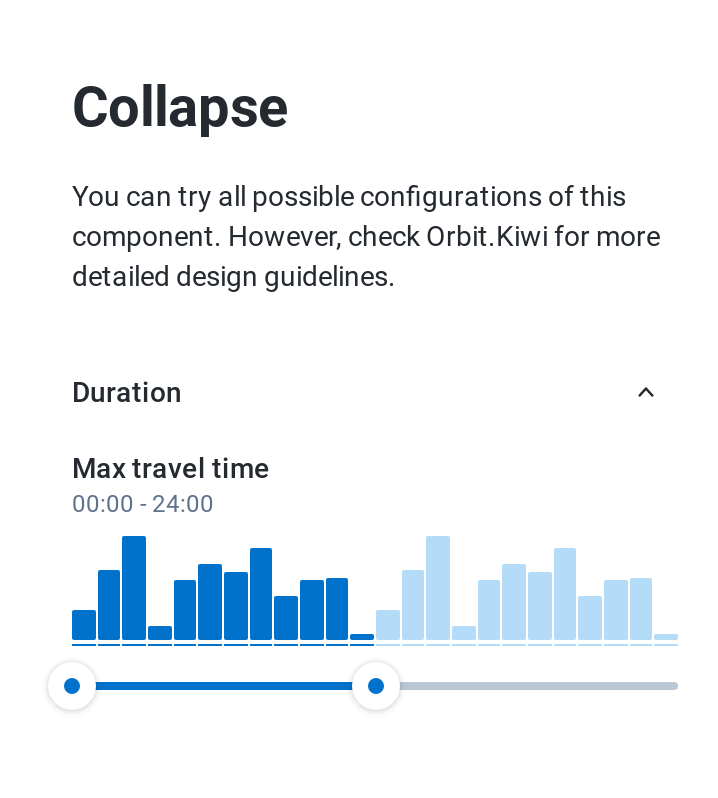 Collapse
You can try all possible configurations of this
component. However, check Orbit.Kiwi for more
detailed design guidelines.
Duration
Max travel time
00:00 - 24:00